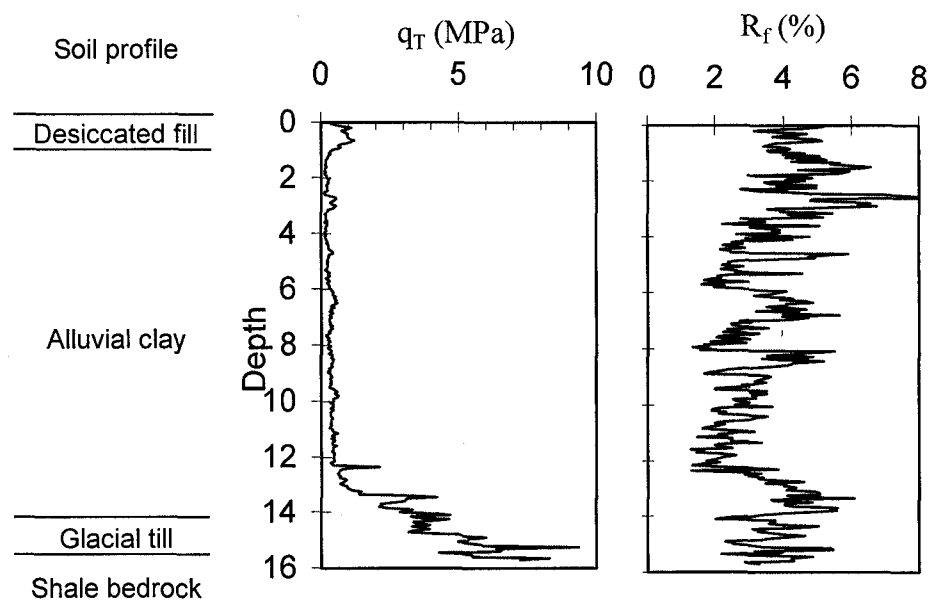 Soil profile
q_T (MPa)
R_f (%)
0 5 10
0 2 4 6 8
Desiccated fill
Alluvial clay
Glacial till
Shale bedrock
Depth
0
2
4
6
8
10
12
14
16